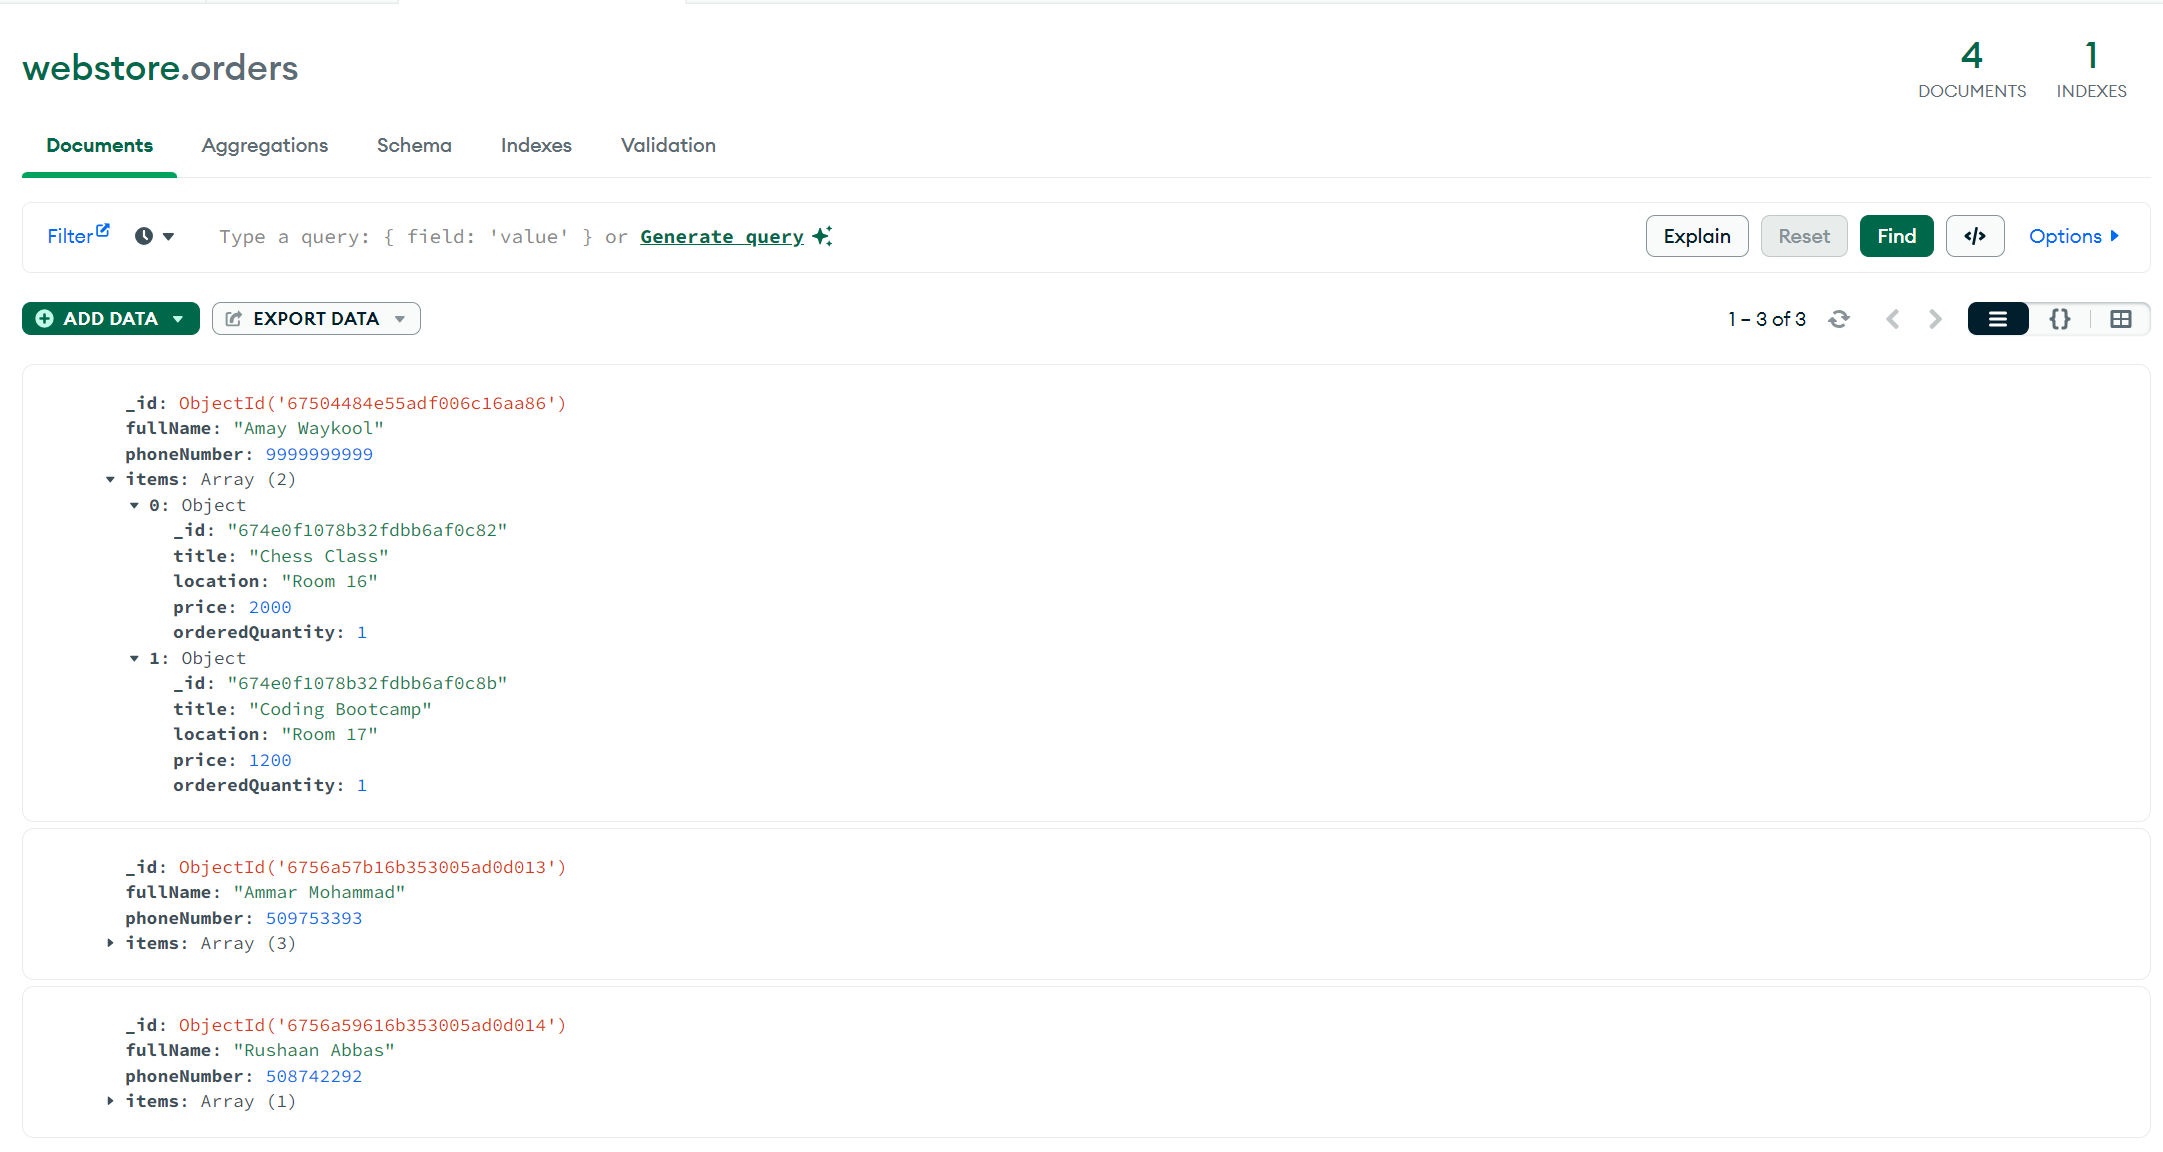 webstore.orders
4
DOCUMENTS
1
INDEXES
Documents Aggregations Schema Indexes Validation
Filter Type a query: { field: 'value' } or Generate query Explain Reset Find </> Options
ADD DATA EXPORT DATA 1 – 3 of 3 {}
_id: ObjectId('67504484e55adf006c16aa86')
fullName: "Amay Waykool"
phoneNumber: 9999999999
items: Array (2)
0: Object
_id: "674e0f1078b32fdbb6af0c82"
title: "Chess Class"
location: "Room 16"
price: 2000
orderedQuantity: 1
1: Object
_id: "674e0f1078b32fdbb6af0c8b"
title: "Coding Bootcamp"
location: "Room 17"
price: 1200
orderedQuantity: 1
_id: ObjectId('6756a57b16b353005ad0d013')
fullName: "Ammar Mohammad"
phoneNumber: 509753393
items: Array (3)
_id: ObjectId('6756a59616b353005ad0d014')
fullName: "Rushaan Abbas"
phoneNumber: 508742292
items: Array (1)